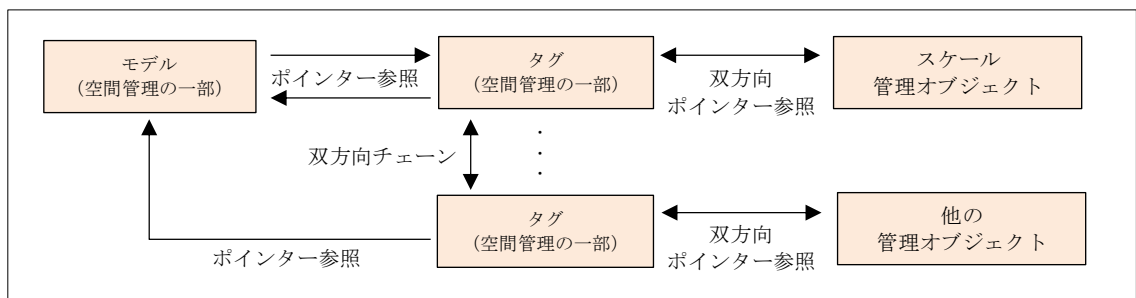 モデル
(空間管理の一部)
ポインター参照
タグ
(空間管理の一部)
双方向
ポインター参照
スケール
管理オブジェクト
双方向チェーン
・
・
・
タグ
(空間管理の一部)
ポインター参照
双方向
ポインター参照
他の
管理オブジェクト